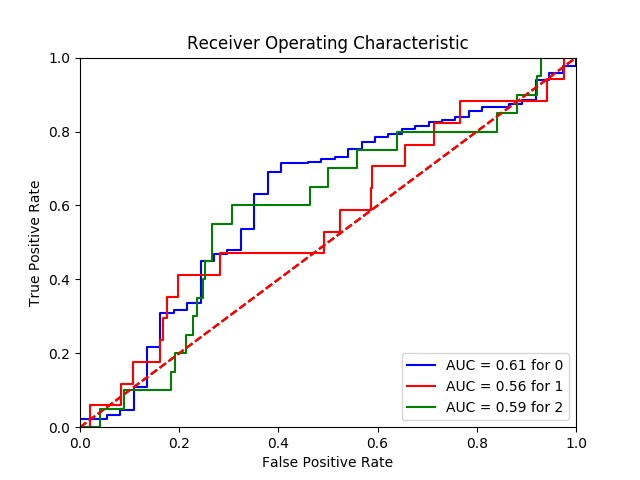 Receiver Operating Characteristic
True Positive Rate
1.0
0.8
0.6
0.4
0.2
0.0
0.0 0.2 0.4 0.6 0.8 1.0
False Positive Rate
AUC = 0.61 for 0
AUC = 0.56 for 1
AUC = 0.59 for 2